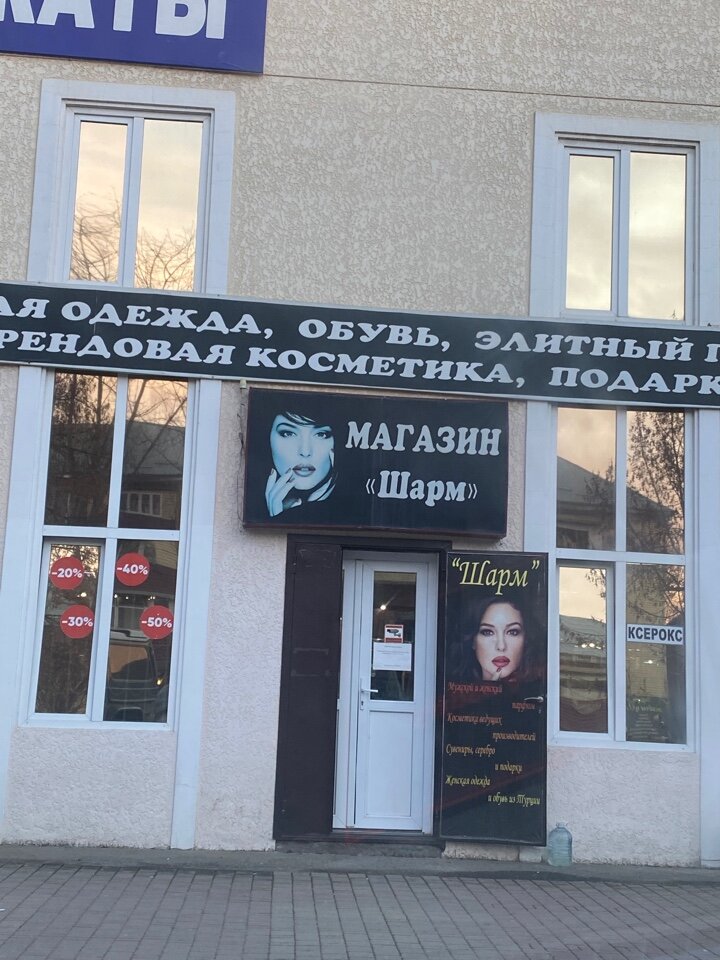 КАТЫ
АЯ ОДЕЖДА, ОБУВЬ, ЭЛИТНЫЙ П
РЕНДОВАЯ КОСМЕТИКА, ПОДАРК
МАГАЗИН
«Шарм»
"Шарм"
Мужской и женский
парфюм
Косметика ведущих
производителей
Сувениры, серебро
и подарки
Женская одежда
и обувь из Турции
-20%
-40%
-30%
-50%
КСЕРОКС